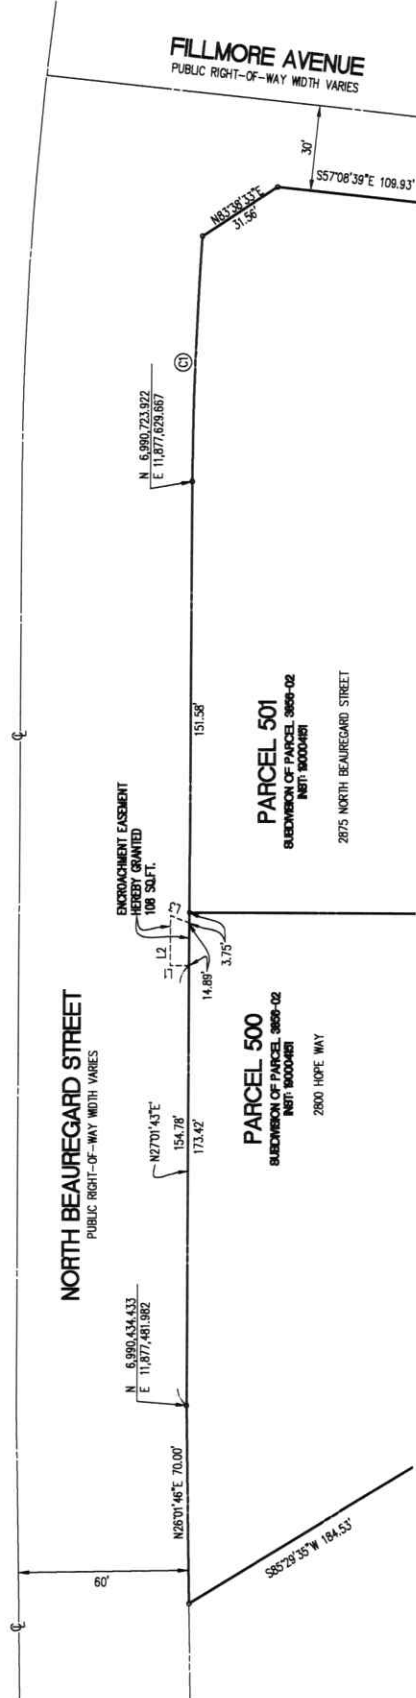 FILLMORE AVENUE
PUBLIC RIGHT-OF-WAY WIDTH VARIES
30'
S57°08'39"E 109.93'
N83°38'33"E
31.56'
C1
N 6,990,723.922
E 11,877,629.667
151.58'
PARCEL 501
SUBDIVISION OF PARCEL 3856-02
INST: 190004181
2875 NORTH BEAUREGARD STREET
ENCROACHMENT EASEMENT
HEREBY GRANTED
108 SQ.FT.
L3
L2
L1
3.75'
14.89'
NORTH BEAUREGARD STREET
PUBLIC RIGHT-OF-WAY WIDTH VARIES
PARCEL 500
SUBDIVISION OF PARCEL 3856-02
INST: 190004181
2800 HOPE WAY
N27°01'43"E
154.78'
173.42'
N 6,990,434.433
E 11,877,481.982
N26°01'46"E 70.00'
S85°29'35"W 184.53'
60'